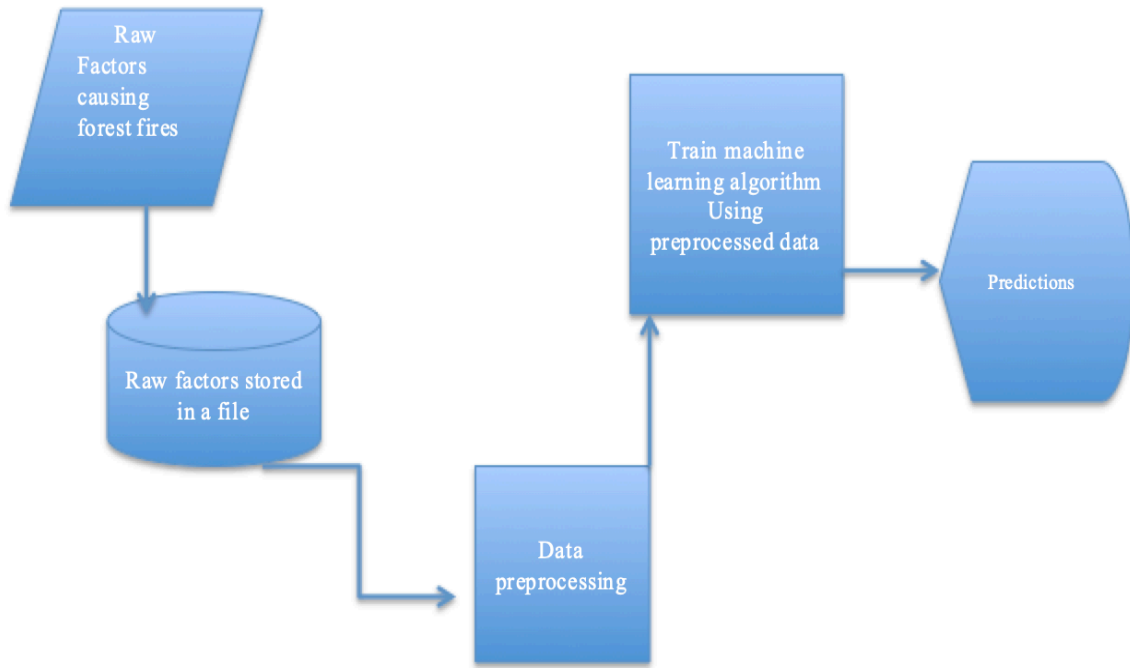 Raw
Factors
causing
forest fires
Raw factors stored
in a file
Data
preprocessing
Train machine
learning algorithm
Using
preprocessed data
Predictions